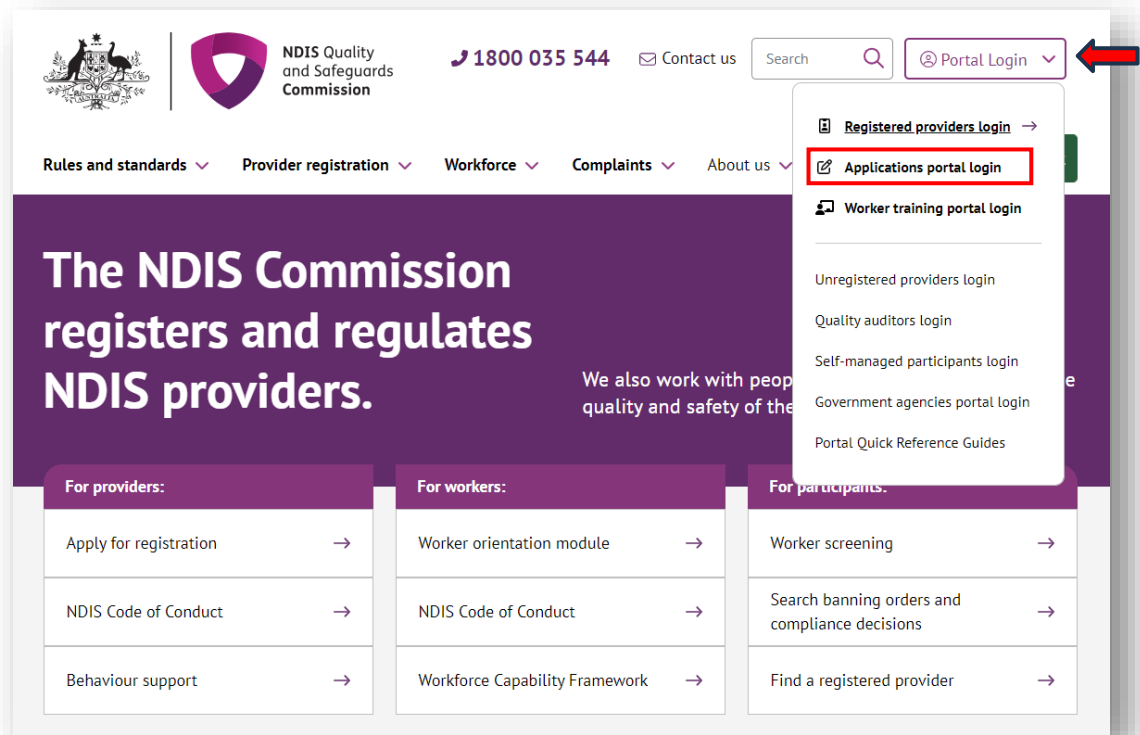 NDIS Quality
and Safeguards
Commission
1800 035 544
Contact us
Search
Portal Login
AUSTRALIA
Registered providers login
Applications portal login
Worker training portal login
Unregistered providers login
Quality auditors login
Self-managed participants login
Government agencies portal login
Portal Quick Reference Guides
Rules and standards
Provider registration
Workforce
Complaints
About us
The NDIS Commission
registers and regulates
NDIS providers.
We also work with
quality and safety of
For providers:
Apply for registration
NDIS Code of Conduct
Behaviour support
For workers:
Worker orientation module
NDIS Code of Conduct
Workforce Capability Framework
For participants:
Worker screening
Search banning orders and
compliance decisions
Find a registered provider